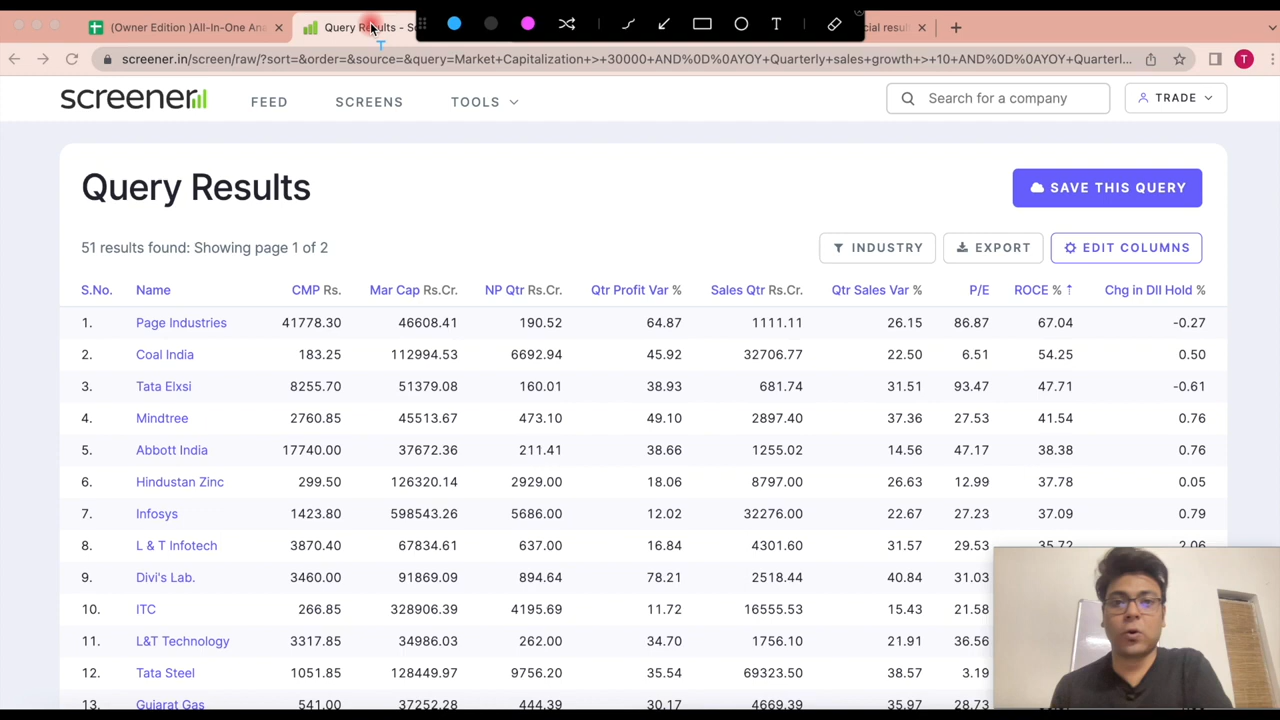 (Owner Edition )All-In-One Ana
Query Results - S
cial resul
T
screener.in/screen/raw/?sort=&order=&source=&query=Market+Capitalization+>+30000+AND%0D%0AYOY+Quarterly+sales+growth+>+10+AND%0D%0AYOY+Quarterl...
T
screener
FEED
SCREENS
TOOLS
Search for a company
TRADE
Query Results
SAVE THIS QUERY
51 results found: Showing page 1 of 2
INDUSTRY
EXPORT
EDIT COLUMNS
S.No. Name CMP Rs. Mar Cap Rs.Cr. NP Qtr Rs.Cr. Qtr Profit Var % Sales Qtr Rs.Cr. Qtr Sales Var % P/E ROCE % ↑ Chg in DII Hold %
1. Page Industries 41778.30 46608.41 190.52 64.87 1111.11 26.15 86.87 67.04 -0.27
2. Coal India 183.25 112994.53 6692.94 45.92 32706.77 22.50 6.51 54.25 0.50
3. Tata Elxsi 8255.70 51379.08 160.01 38.93 681.74 31.51 93.47 47.71 -0.61
4. Mindtree 2760.85 45513.67 473.10 49.10 2897.40 37.36 27.53 41.54 0.76
5. Abbott India 17740.00 37672.36 211.41 38.66 1255.02 14.56 47.17 38.38 0.76
6. Hindustan Zinc 299.50 126320.14 2929.00 18.06 8797.00 26.63 12.99 37.78 0.05
7. Infosys 1423.80 598543.26 5686.00 12.02 32276.00 22.67 27.23 37.09 0.79
8. L & T Infotech 3870.40 67834.61 637.00 16.84 4301.60 31.57 29.53 35.72 2.06
9. Divi's Lab. 3460.00 91869.09 894.64 78.21 2518.44 40.84 31.03
10. ITC 266.85 328906.39 4195.69 11.72 16555.53 15.43 21.58
11. L&T Technology 3317.85 34986.03 262.00 34.70 1756.10 21.91 36.56
12. Tata Steel 1051.85 128449.97 9756.20 35.54 69323.50 38.57 3.19
13. Gujarat Gas 541.00 37252.28 444.39 30.17 4669.39 35.97 28.73